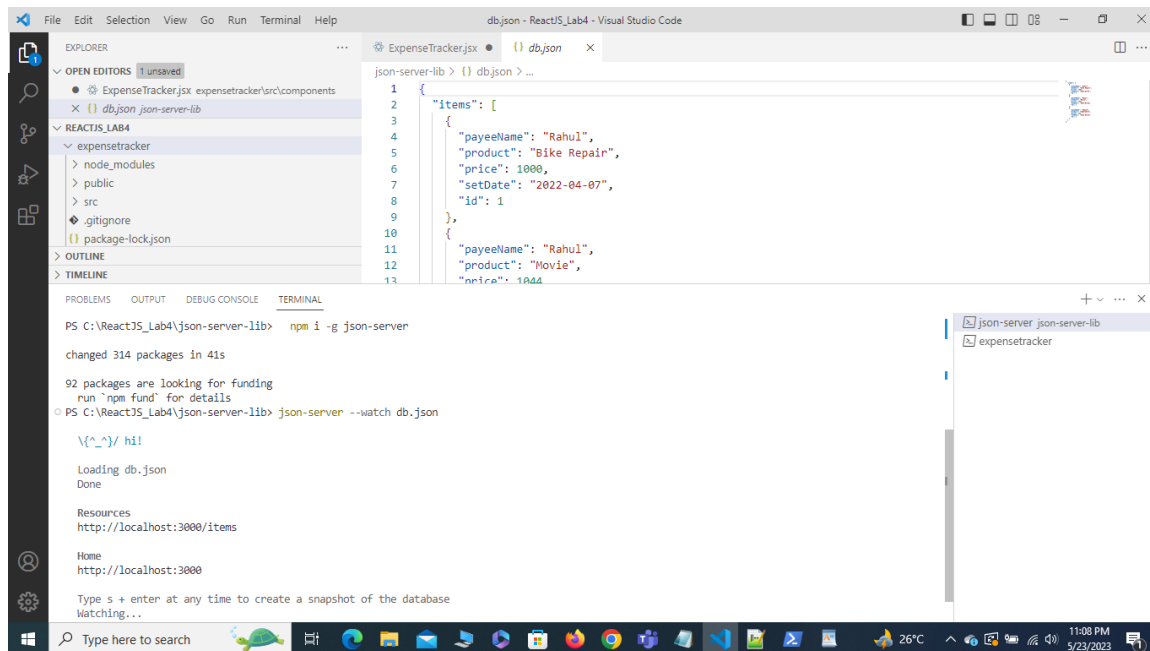 File Edit Selection View Go Run Terminal Help db.json - ReactJS_Lab4 - Visual Studio Code
EXPLORER
OPEN EDITORS 1 unsaved
ExpenseTracker.jsx expensetracker\src\components
db.json json-server-lib
REACTJS_LAB4
expensetracker
node_modules
public
src
.gitignore
{} package-lock.json
OUTLINE
TIMELINE
ExpenseTracker.jsx
{} db.json
json-server-lib > {} db.json > ...
1 {
2 "items": [
3 {
4 "payeeName": "Rahul",
5 "product": "Bike Repair",
6 "price": 1000,
7 "setDate": "2022-04-07",
8 "id": 1
9 },
10 {
11 "payeeName": "Rahul",
12 "product": "Movie",
13 "price": 1044
PROBLEMS OUTPUT DEBUG CONSOLE TERMINAL
PS C:\ReactJS_Lab4\json-server-lib> npm i -g json-server
changed 314 packages in 41s
92 packages are looking for funding
run `npm fund` for details
PS C:\ReactJS_Lab4\json-server-lib> json-server --watch db.json
\{^_^}/ hi!
Loading db.json
Done
Resources
http://localhost:3000/items
Home
http://localhost:3000
Type s + enter at any time to create a snapshot of the database
Watching...
json-server json-server-lib
expensetracker
Type here to search
26°C
11:08 PM
5/23/2023